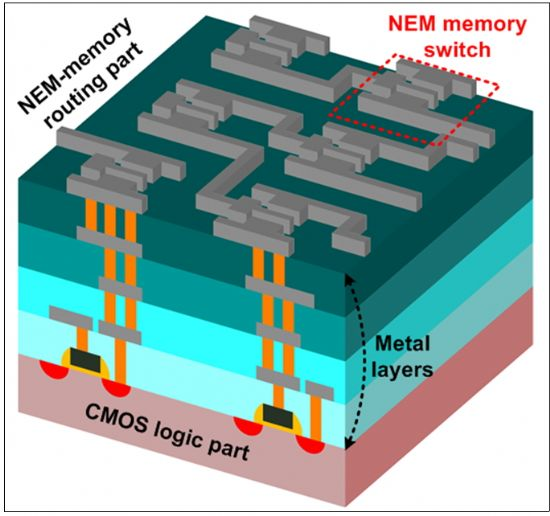 NEM-memory
routing part
NEM memory
switch
Metal
layers
CMOS logic part